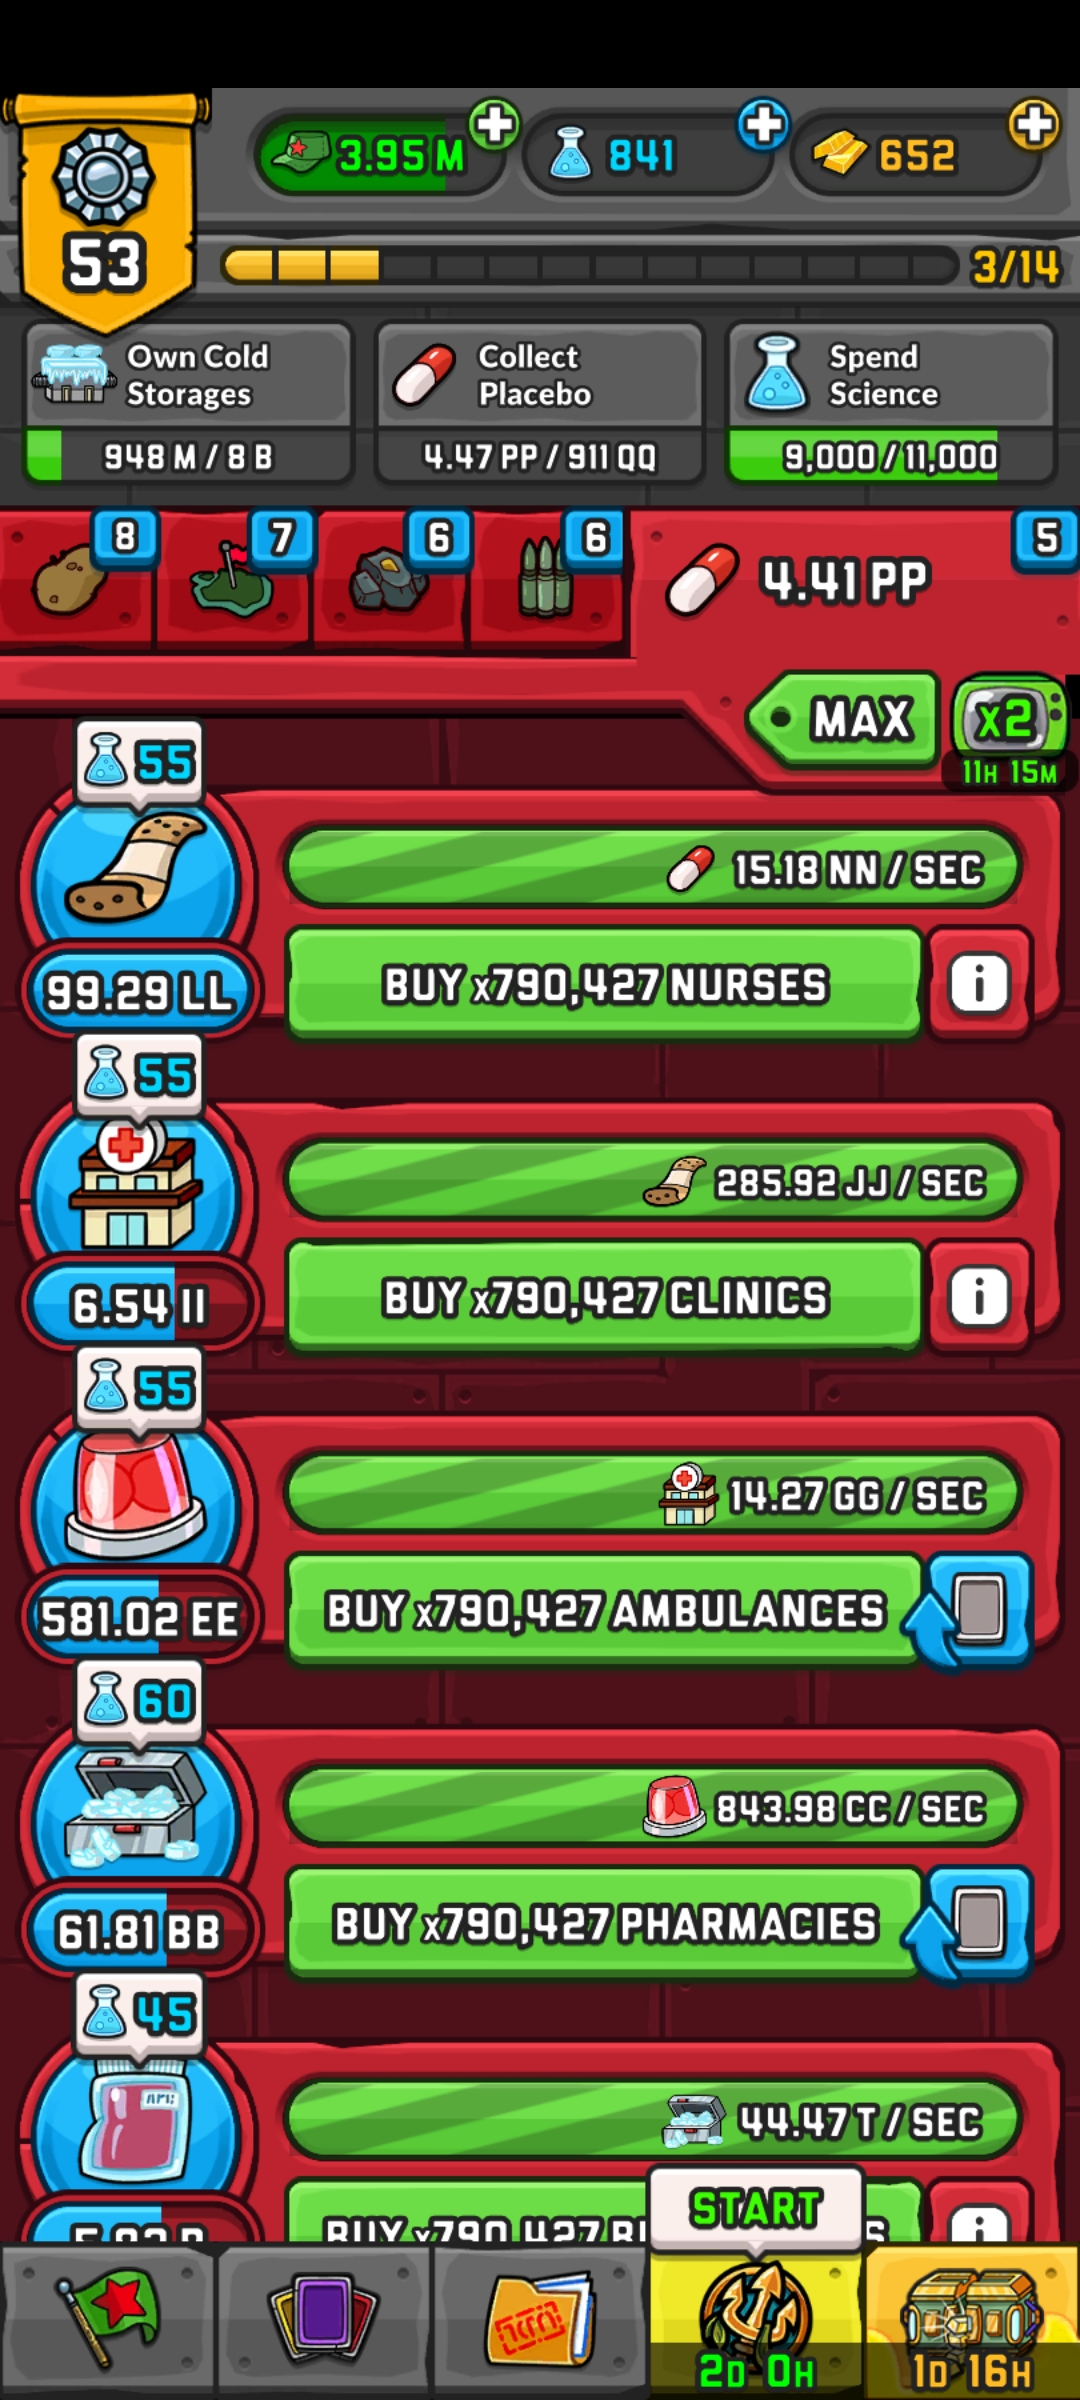 3.95 M
841
652
53
3/14
Own Cold
Storages
948 M / 8 B
Collect
Placebo
4.47 PP / 911 QQ
Spend
Science
9,000 / 11,000
8
7
6
6
4.41 PP
5
MAX
x2
11H 15M
55
15.18 NN / SEC
99.29 LL
BUY x790,427 NURSES
i
55
285.92 JJ / SEC
6.54 II
BUY x790,427 CLINICS
i
55
14.27 GG / SEC
581.02 EE
BUY x790,427 AMBULANCES
60
843.98 CC / SEC
61.81 BB
BUY x790,427 PHARMACIES
45
44.47 T / SEC
BUY x790,427
i
START
2D 0H
1D 16H